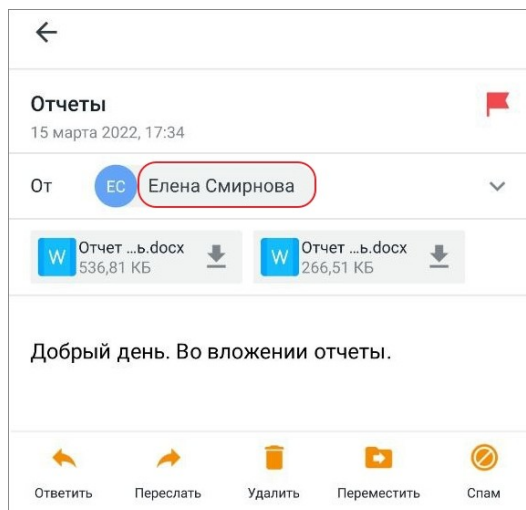 Отчеты
15 марта 2022, 17:34
От ЕС Елена Смирнова
W Отчет ...ь.docx W Отчет ...ь.docx
536,81 КБ 266,51 КБ
Добрый день. Во вложении отчеты.
Ответить Переслать Удалить Переместить Спам